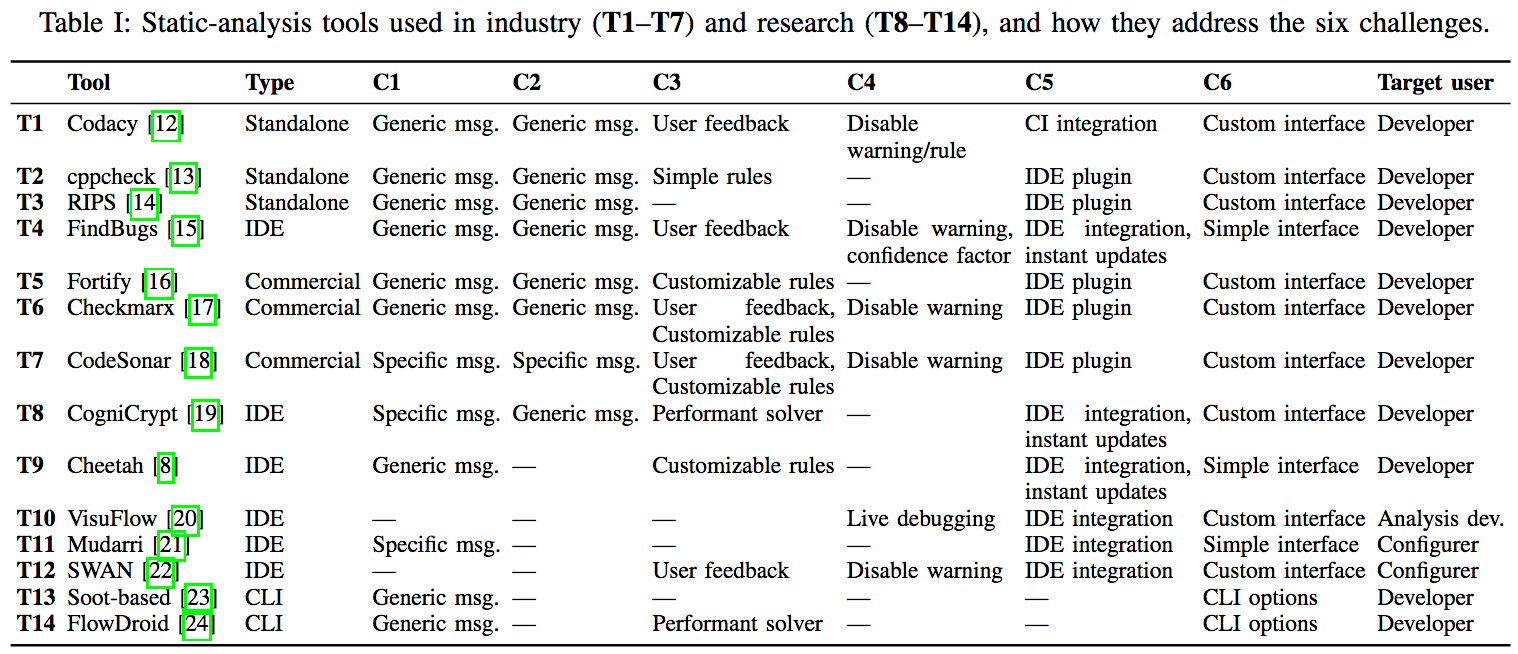 Table I: Static-analysis tools used in industry (T1–T7) and research (T8–T14), and how they address the six challenges.
Tool Type C1 C2 C3 C4 C5 C6 Target user
T1 Codacy [12] Standalone Generic msg. Generic msg. User feedback Disable CI integration Custom interface Developer
warning/rule
T2 cppcheck [13] Standalone Generic msg. Generic msg. Simple rules — IDE plugin Custom interface Developer
T3 RIPS [14] Standalone Generic msg. Generic msg. — — IDE plugin Custom interface Developer
T4 FindBugs [15] IDE Generic msg. Generic msg. User feedback Disable warning, IDE integration, Simple interface Developer
confidence factor instant updates
T5 Fortify [16] Commercial Generic msg. Generic msg. Customizable rules — IDE plugin Custom interface Developer
T6 Checkmarx [17] Commercial Generic msg. Generic msg. User feedback, Disable warning IDE plugin Custom interface Developer
Customizable rules
T7 CodeSonar [18] Commercial Specific msg. Specific msg. User feedback, Disable warning IDE plugin Custom interface Developer
Customizable rules
T8 CogniCrypt [19] IDE Specific msg. Generic msg. Performant solver — IDE integration, Custom interface Developer
instant updates
T9 Cheetah [8] IDE Generic msg. — Customizable rules — IDE integration, Simple interface Developer
instant updates
T10 VisuFlow [20] IDE — — — Live debugging IDE integration Custom interface Analysis dev.
T11 Mudarri [21] IDE Specific msg. — — — IDE integration Simple interface Configurer
T12 SWAN [22] IDE — — User feedback Disable warning IDE integration Custom interface Configurer
T13 Soot-based [23] CLI Generic msg. — — — — CLI options Developer
T14 FlowDroid [24] CLI Generic msg. — Performant solver — — CLI options Developer